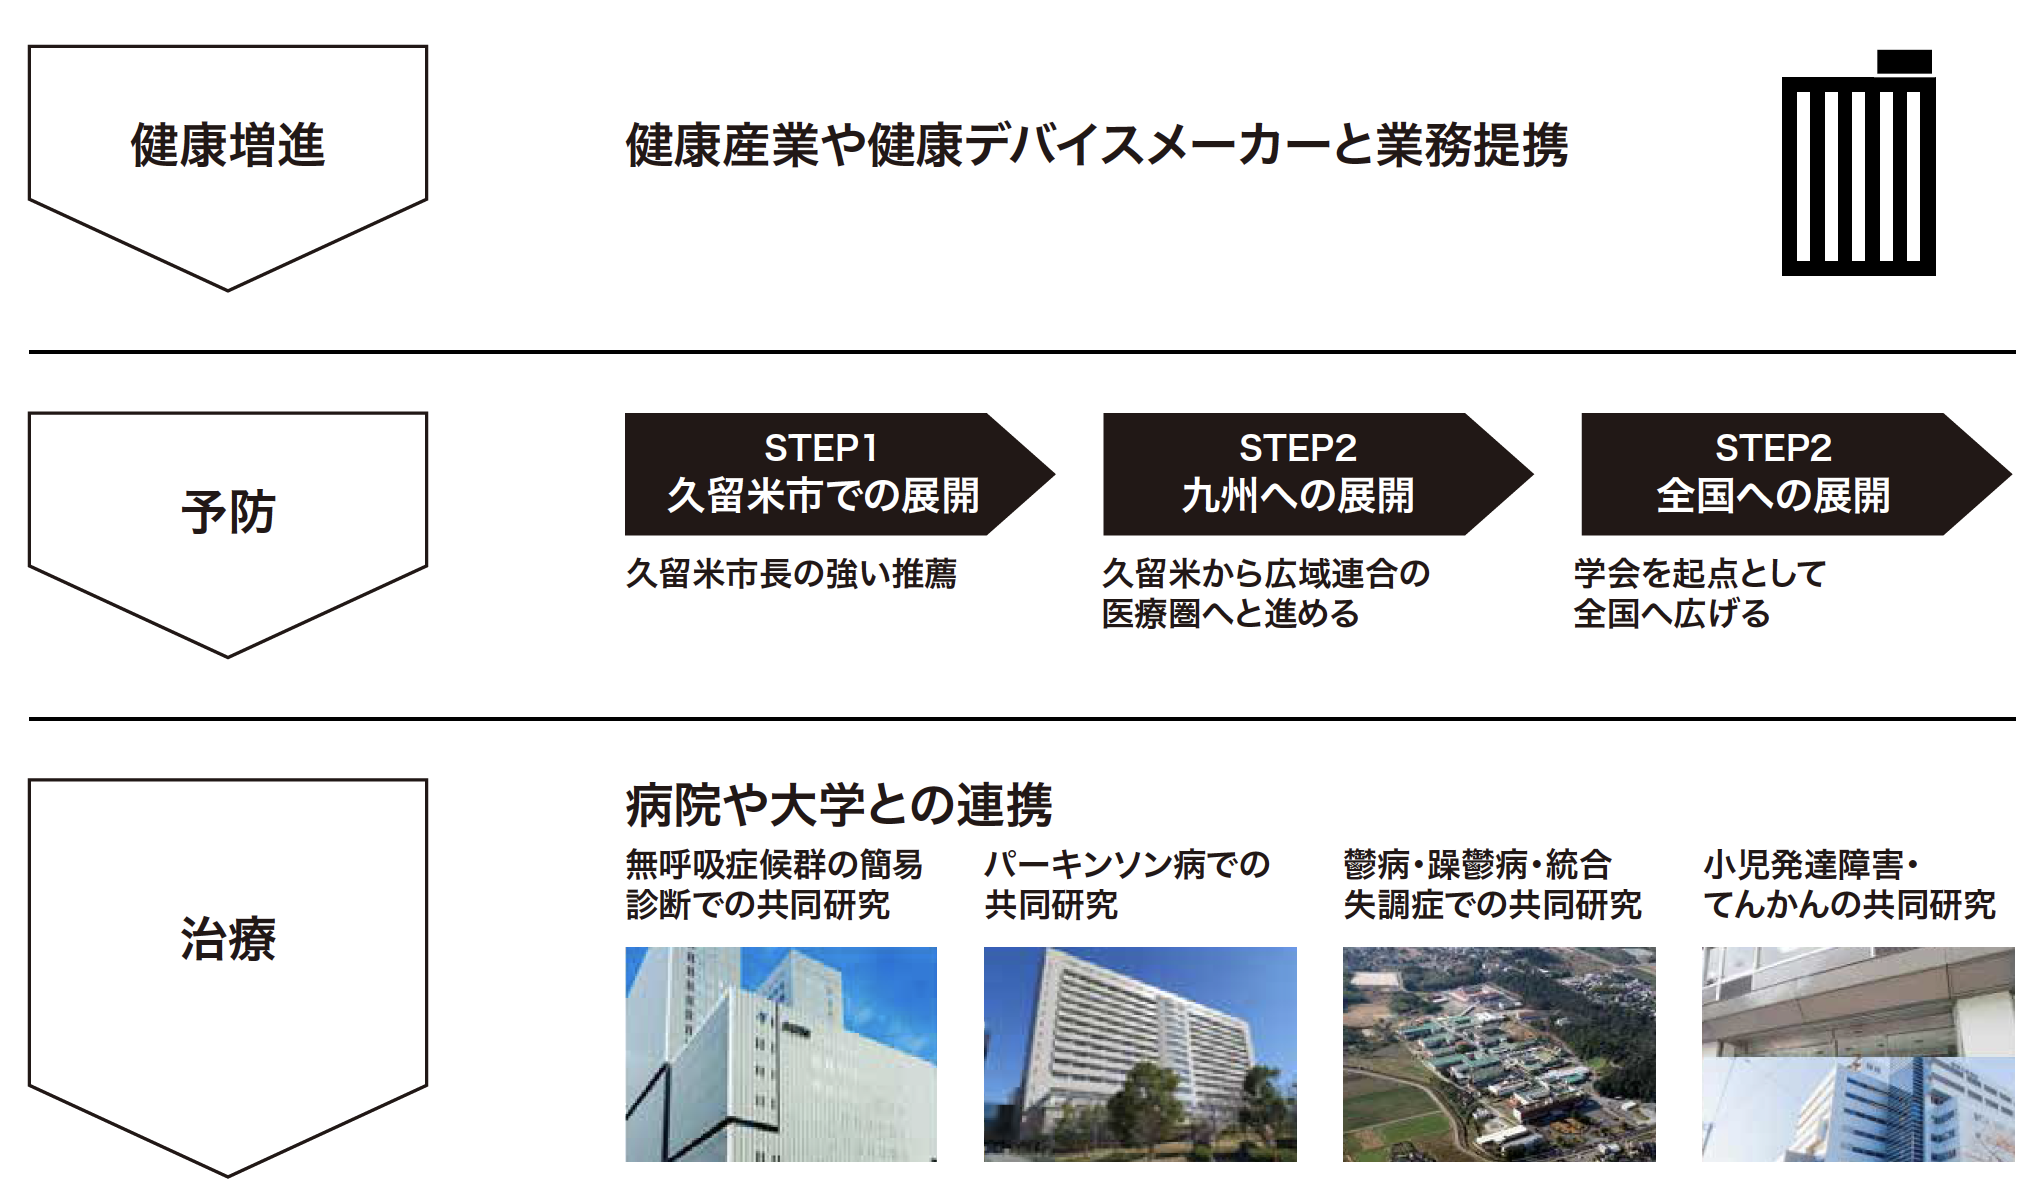 健康増進
健康産業や健康デバイスメーカーと業務提携
予防
STEP1
久留米市での展開
久留米市長の強い推薦
STEP2
九州への展開
久留米から広域連合の
医療圏へと進める
STEP2
全国への展開
学会を起点として
全国へ広げる
治療
病院や大学との連携
無呼吸症候群の簡易
診断での共同研究
パーキンソン病での
共同研究
鬱病・躁鬱病・統合
失調症での共同研究
小児発達障害・
てんかんの共同研究